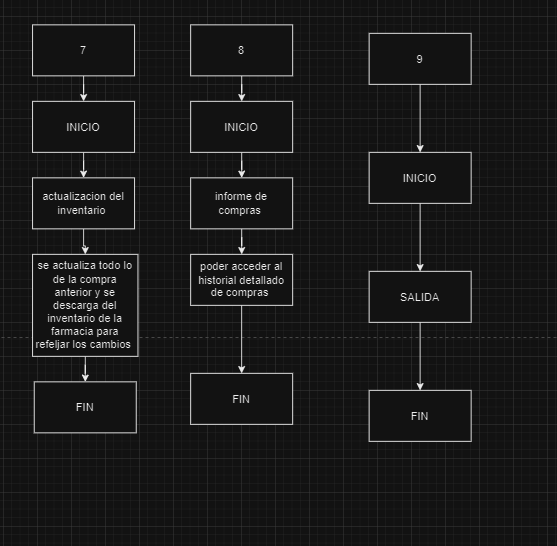 7
INICIO
actualizacion del
inventario
se actualiza todo lo
de la compra
anterior y se
descarga del
inventario de la
farmacia para
refeljar los cambios
FIN
8
INICIO
informe de
compras
poder acceder al
historial detallado
de compras
FIN
9
INICIO
SALIDA
FIN